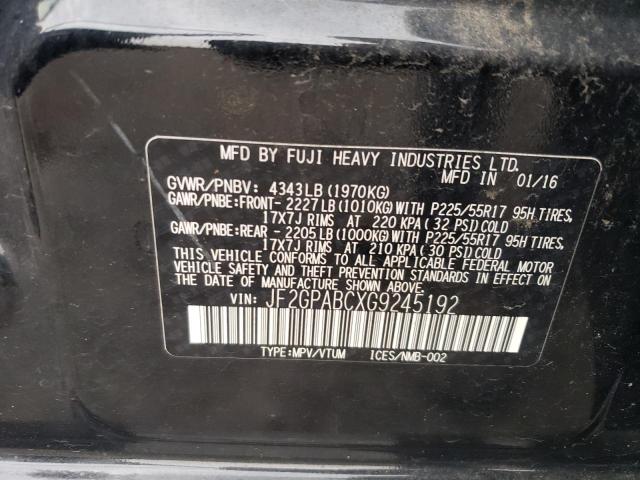 MFD BY FUJI HEAVY INDUSTRIES LTD.
MFD IN 01/16
GVWR/PNBV: 4343LB(1970KG)
GAWR/PNBE:FRONT-2227LB(1010KG)WITH P225/55R17 95H TIRES,
17X7J RIMS AT 220 KPA(32 PSI)COLD
GAWR/PNBE:REAR -2205LB(1000KG)WITH P225/55R17 95H TIRES,
17X7J RIMS AT 210 KPA(30 PSI)COLD
THIS VEHICLE CONFORMS TO ALL APPLICABLE FEDERAL MOTOR
VEHICLE SAFETY AND THEFT PREVENTION STANDARDS IN EFFECT ON
THE DATE OF MANUFACTURE SHOWN ABOVE.
VIN: JF2GPABCXG9245192
TYPE:MPV/VTUM ICES/NMB-002